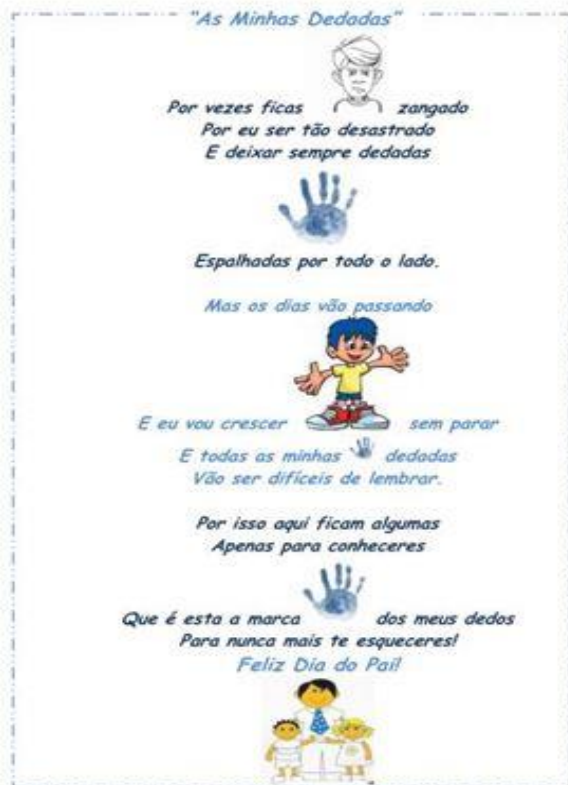 "As Minhas Dedadas"
Por vezes ficas zangado
Por eu ser tão desastrado
E deixar sempre dedadas
Espalhadas por todo o lado.
Mas os dias vão passando
E eu vou crescer sem parar
E todas as minhas dedadas
Vão ser difíceis de lembrar.
Por isso aqui ficam algumas
Apenas para conheceres
Que é esta a marca dos meus dedos
Para nunca mais te esqueceres!
Feliz Dia do Pai!